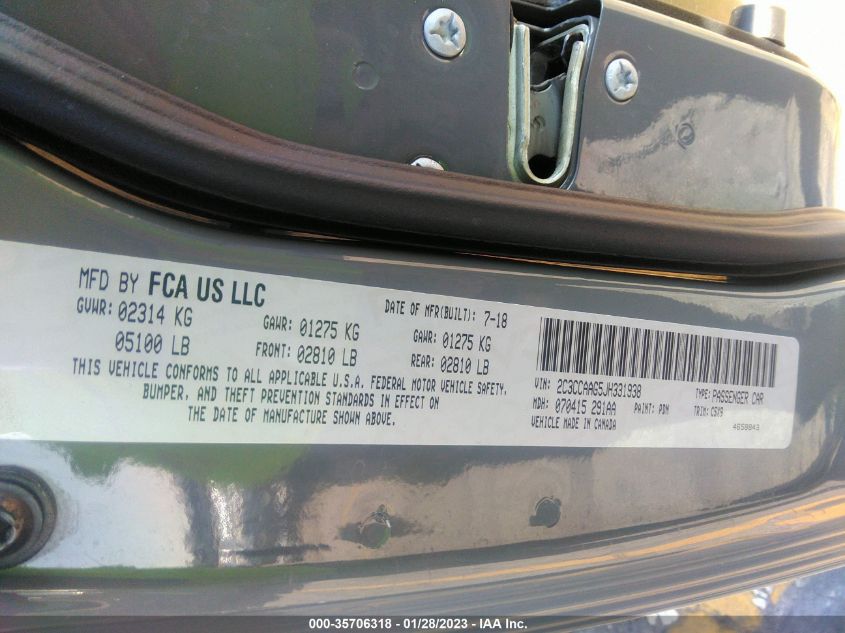 MFD BY FCA US LLC
DATE OF MFR(BUILT): 7-18
GVWR: 02314 KG
GAWR: 01275 KG
GAWR: 01275 KG
05100 LB
FRONT: 02810 LB
REAR: 02810 LB
THIS VEHICLE CONFORMS TO ALL APPLICABLE U.S.A. FEDERAL MOTOR VEHICLE SAFETY,
BUMPER, AND THEFT PREVENTION STANDARDS IN EFFECT ON
THE DATE OF MANUFACTURE SHOWN ABOVE.
VIN: 2C3CCAAG5JH331938
TYPE: PASSENGER CAR
MDH: 070415 291AA
PAINT: PDN
TRIM: CSX9
VEHICLE MADE IN CANADA
4659843
000-35706318 | 01/28/2023 - IAA Inc.